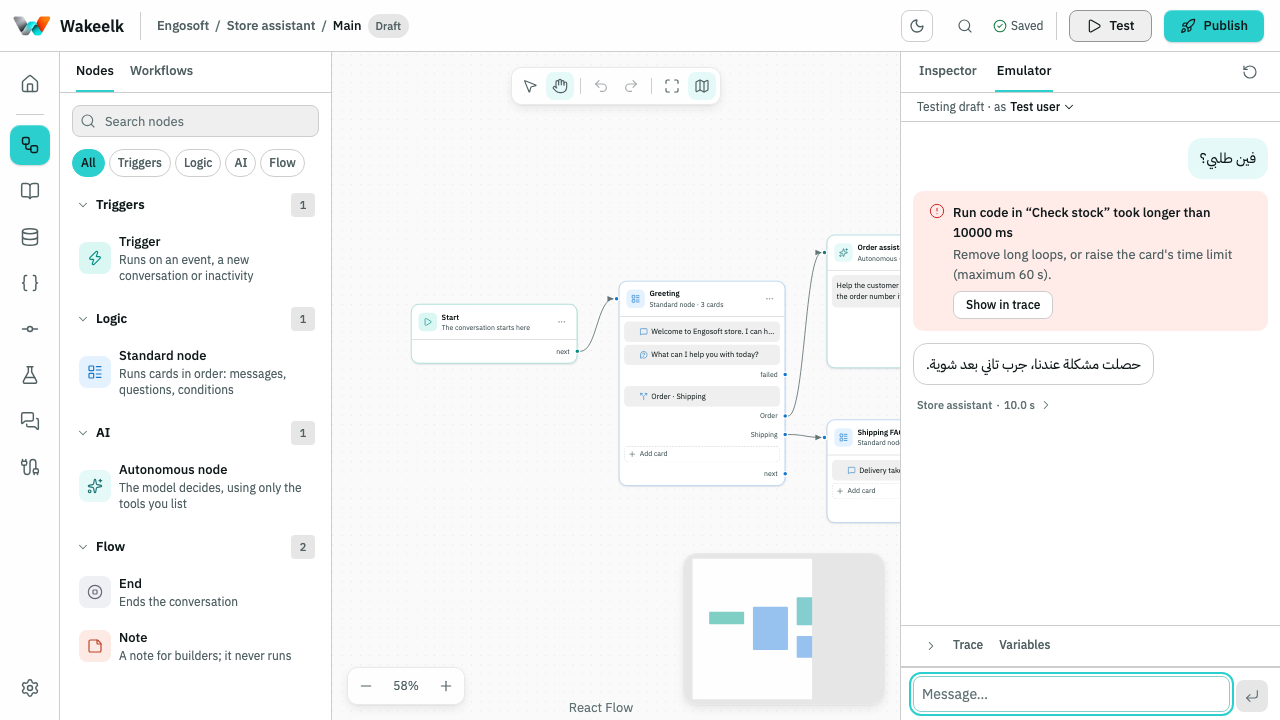 Wakeelk
Engosoft / Store assistant / Main Draft
Saved
Test
Publish
Nodes Workflows
Search nodes
All Triggers Logic AI Flow
Triggers 1
Trigger
Runs on an event, a new
conversation or inactivity
Logic 1
Standard node
Runs cards in order: messages,
questions, conditions
AI 1
Autonomous node
The model decides, using only the
tools you list
Flow 2
End
Ends the conversation
Note
A note for builders; it never runs
Start
The conversation starts here
next
Greeting
Standard node · 3 cards
Welcome to Engosoft store. I can h...
What can I help you with today?
failed
Order · Shipping
Order
Shipping
Add card
next
Order assist
Autonomous ·
Help the customer
the order number
Shipping FAQ
Standard node
Delivery take
Add card
58%
React Flow
Inspector Emulator
Testing draft · as Test user
فين طلبي؟
Run code in “Check stock” took longer than
10000 ms
Remove long loops, or raise the card's time limit
(maximum 60 s).
Show in trace
حصلت مشكلة عندنا، جرب تاني بعد شوية.
Store assistant · 10.0 s
Trace Variables
Message...